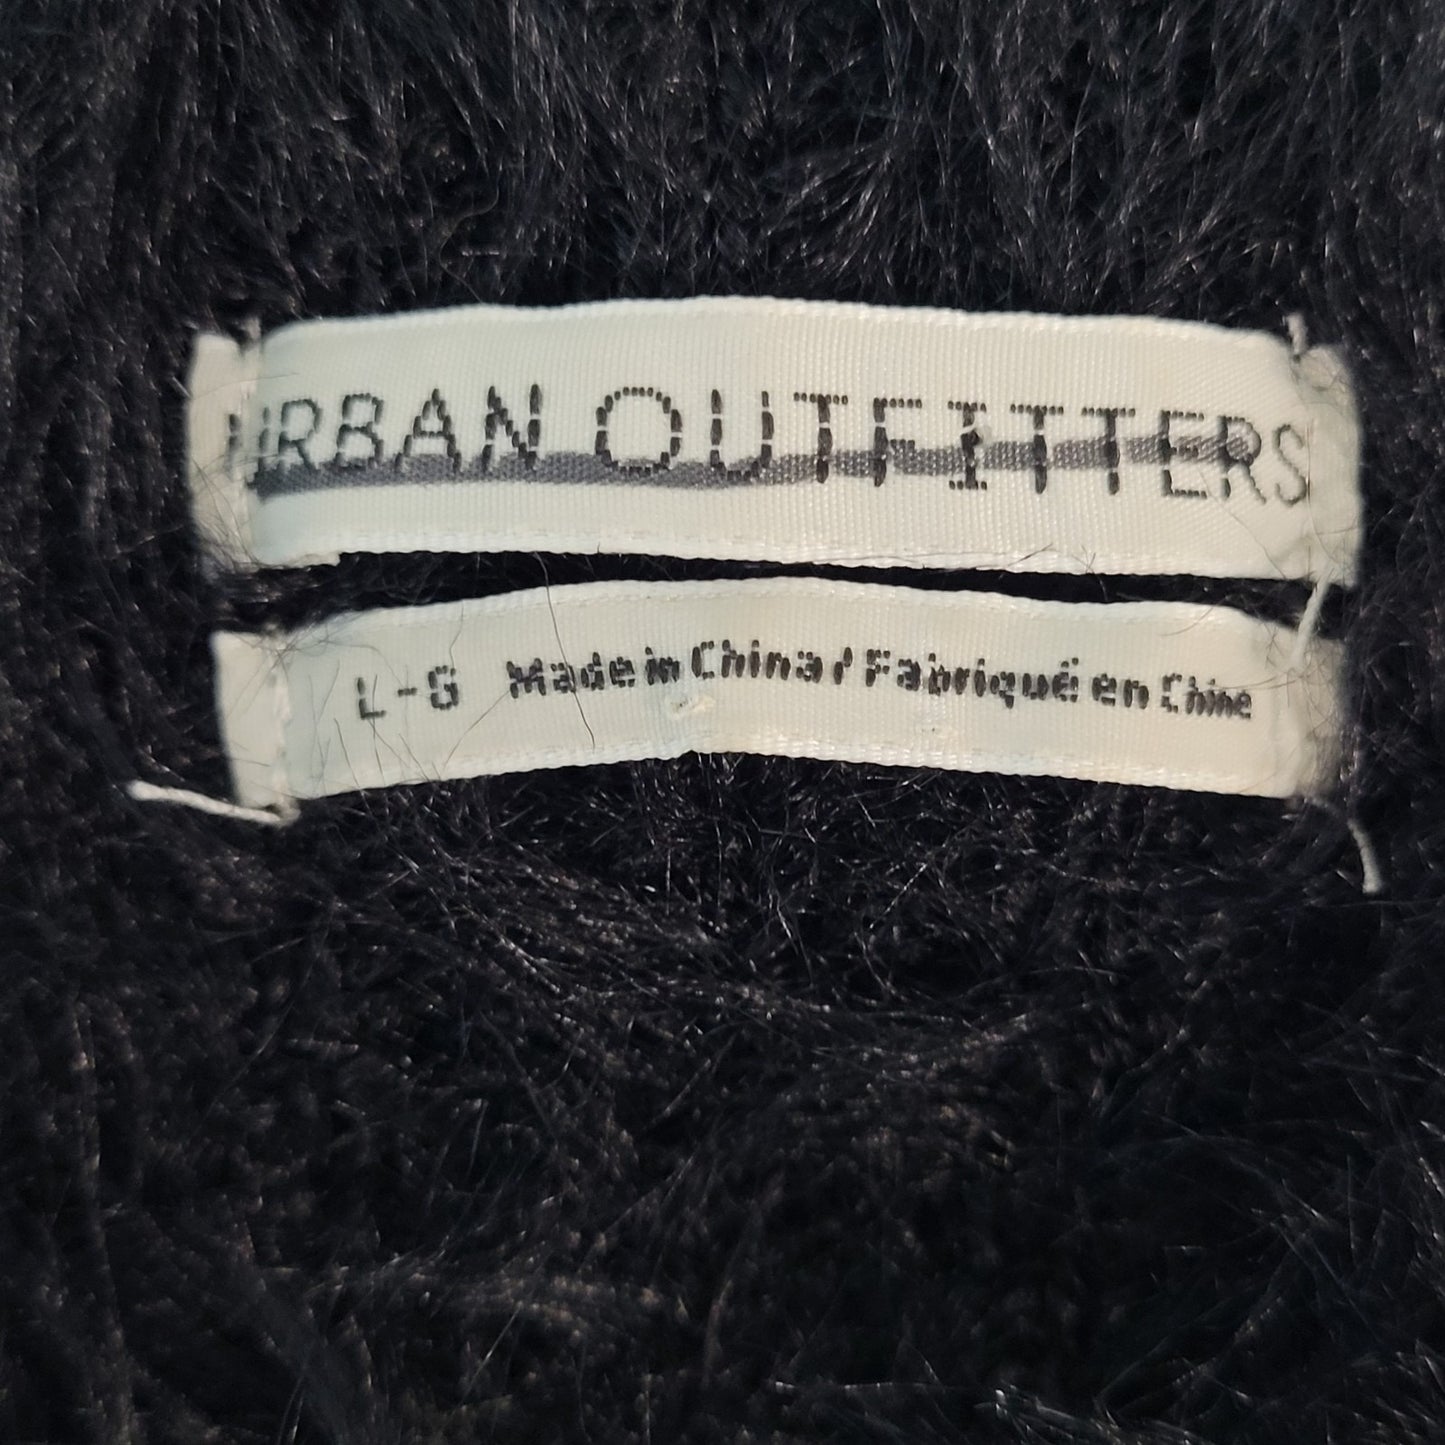 URBAN OUTFITTERS
L-G Made in China / Fabriqué en Chine